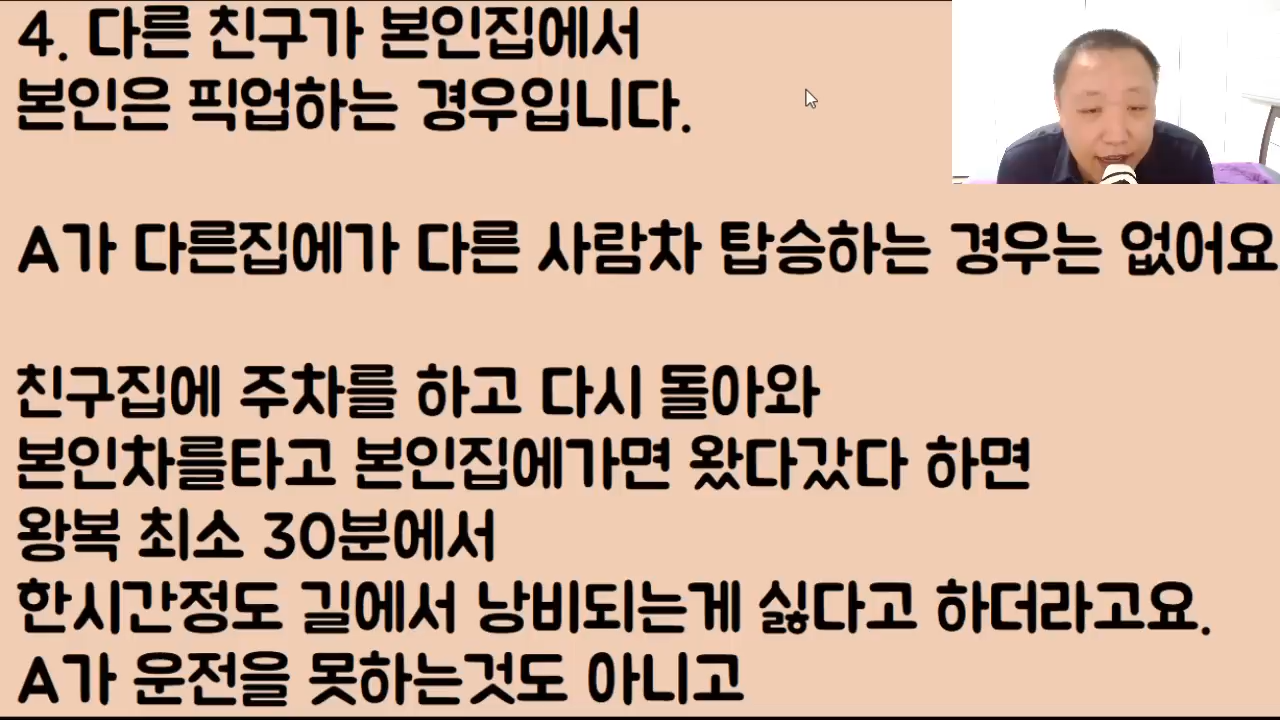 4. 다른 친구가 본인집에서
본인은 픽업하는 경우입니다.
A가 다른집에가 다른 사람차 탑승하는 경우는 없어요
친구집에 주차를 하고 다시 돌아와
본인차를타고 본인집에가면 왔다갔다 하면
왕복 최소 30분에서
한시간정도 길에서 낭비되는게 싫다고 하더라고요.
A가 운전을 못하는것도 아니고